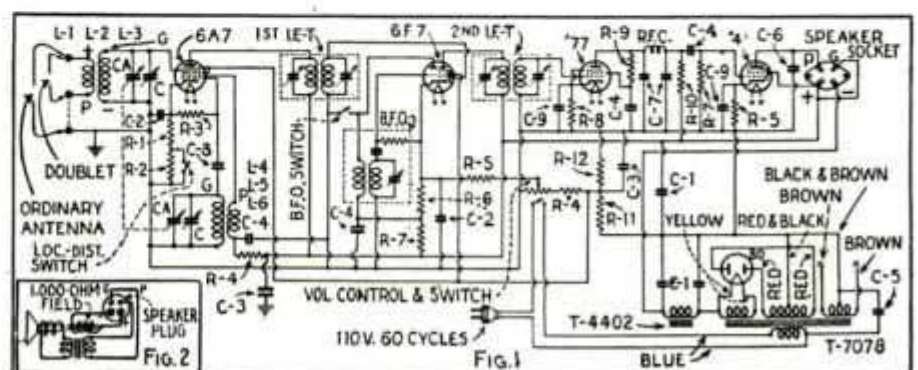 L-1 L-2 L-3 G 6A7 1ST I.F.T 6F7 2ND I.F.T '77 R-9 R.F.C. C-4 '41 C-6 SPEAKER SOCKET
CA C P G
P C-2 R-3 C-9 R-8 C-4 C-7 R-10 R-7 C-9 R-5
R-1 C-8 B.F.O.
R-2 G L-4 L-5 L-6 P R-5 R-12 C-3 C-1 BLACK & BROWN
DOUBLET BROWN
ORDINARY ANTENNA CA C C-4 B.F.O. SWITCH C-4 R-6 C-2 R-4 R-11 YELLOW RED & BLACK
LOC.-DIST. SWITCH R-7 80 BROWN
R-4 C-1 RED RED C-5
1,000-OHM FIELD P C-3 VOL CONTROL & SWITCH
SPEAKER PLUG T-4402
110 V. 60 CYCLES T-7078
FIG. 2 FIG. 1 BLUE